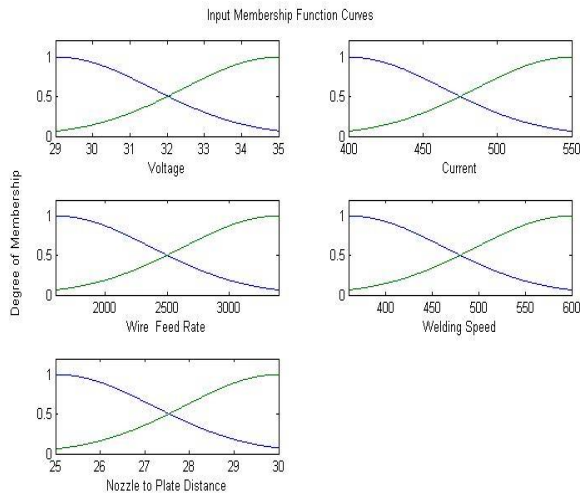 Input Membership Function Curves
1
0.5
0
29 30 31 32 33 34 35
Voltage
1
0.5
0
400 450 500 550
Current
Degree of Membership
1
0.5
0
2000 2500 3000
Wire Feed Rate
1
0.5
0
400 450 500 550 600
Welding Speed
1
0.5
0
25 26 27 28 29 30
Nozzle to Plate Distance